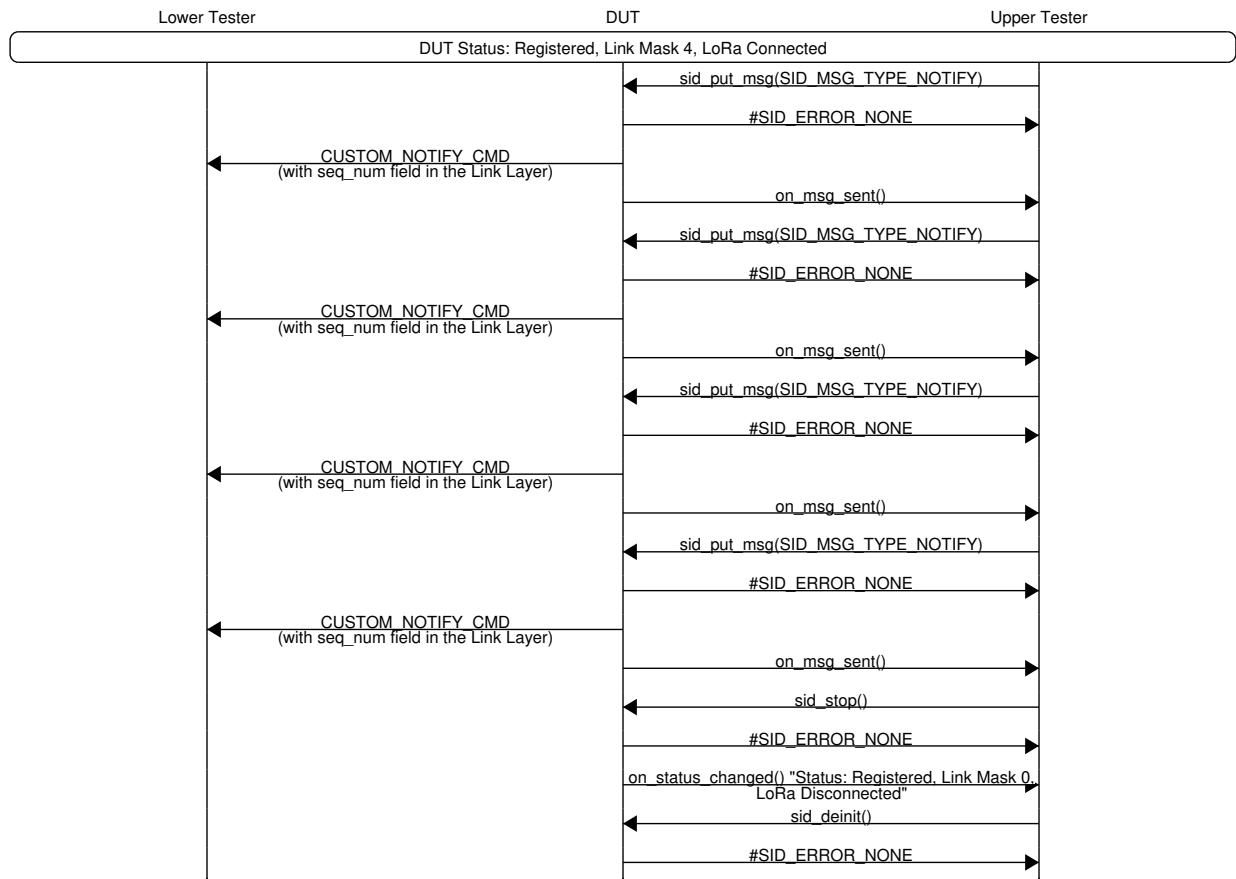 Lower Tester DUT Upper Tester
DUT Status: Registered, Link Mask 4, LoRa Connected
sid_put_msg(SID_MSG_TYPE_NOTIFY)
#SID_ERROR_NONE
CUSTOM_NOTIFY_CMD
(with seq_num field in the Link Layer)
on_msg_sent()
sid_put_msg(SID_MSG_TYPE_NOTIFY)
#SID_ERROR_NONE
CUSTOM_NOTIFY_CMD
(with seq_num field in the Link Layer)
on_msg_sent()
sid_put_msg(SID_MSG_TYPE_NOTIFY)
#SID_ERROR_NONE
CUSTOM_NOTIFY_CMD
(with seq_num field in the Link Layer)
on_msg_sent()
sid_put_msg(SID_MSG_TYPE_NOTIFY)
#SID_ERROR_NONE
CUSTOM_NOTIFY_CMD
(with seq_num field in the Link Layer)
on_msg_sent()
sid_stop()
#SID_ERROR_NONE
on_status_changed() "Status: Registered, Link Mask 0,
LoRa Disconnected"
sid_deinit()
#SID_ERROR_NONE